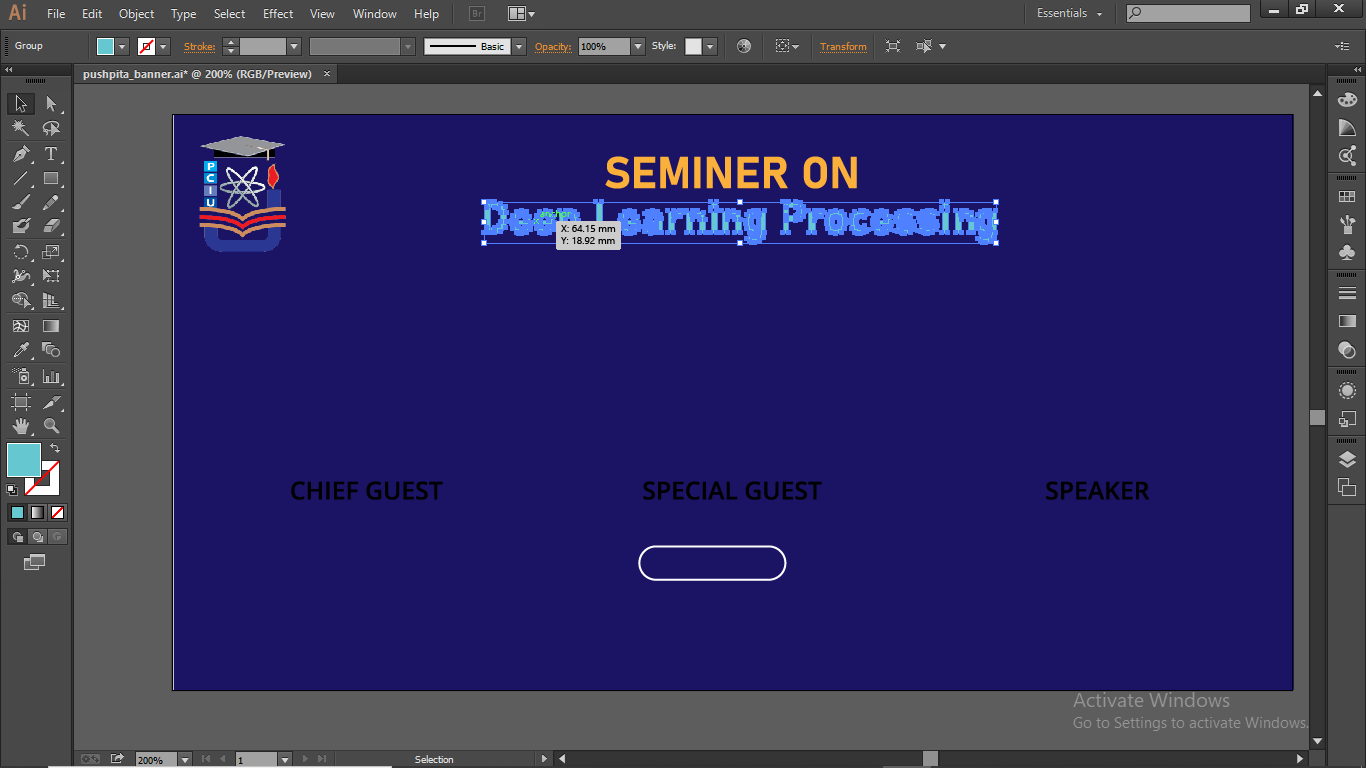 Ai File Edit Object Type Select Effect View Window Help Br Essentials
Group Stroke: Basic Opacity: 100% Style: Transform
pushpita_banner.ai* @ 200% (RGB/Preview) ×
P
C
I
U
SEMINER ON
Deep Learning Processing
anchor
X: 64.15 mm
Y: 18.92 mm
CHIEF GUEST SPECIAL GUEST SPEAKER
Activate Windows
Go to Settings to activate Windows.
200% 1 Selection